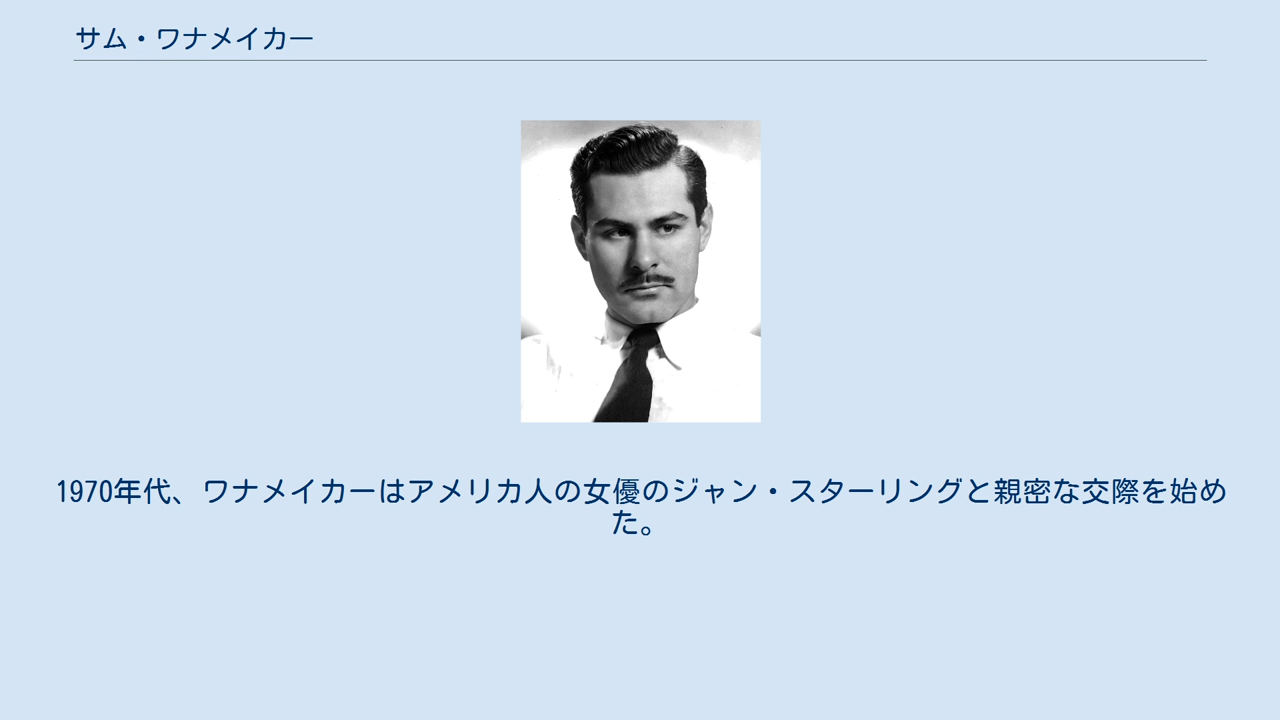 サム・ワナメイカー
1970年代、ワナメイカーはアメリカ人の女優のジャン・スターリングと親密な交際を始め
た。